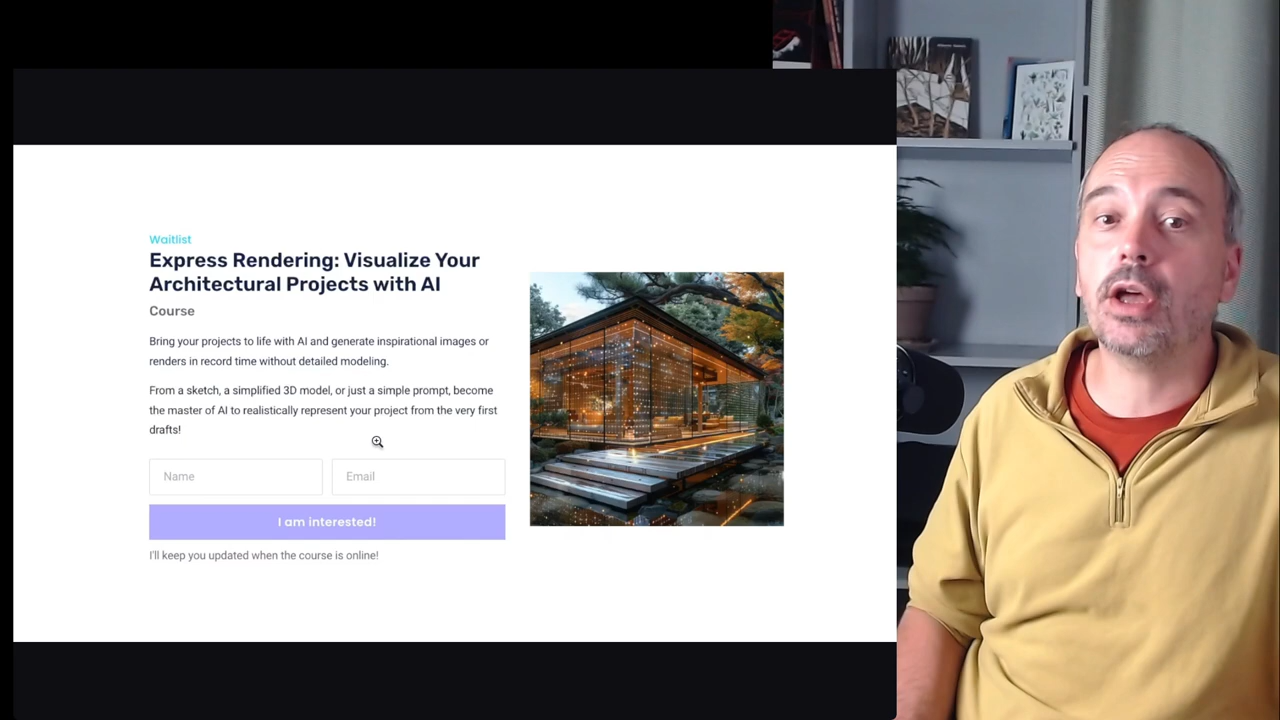 Waitlist
Express Rendering: Visualize Your
Architectural Projects with AI
Course
Bring your projects to life with AI and generate inspirational images or
renders in record time without detailed modeling.
From a sketch, a simplified 3D model, or just a simple prompt, become
the master of AI to realistically represent your project from the very first
drafts!
Name
Email
I am interested!
I'll keep you updated when the course is online!